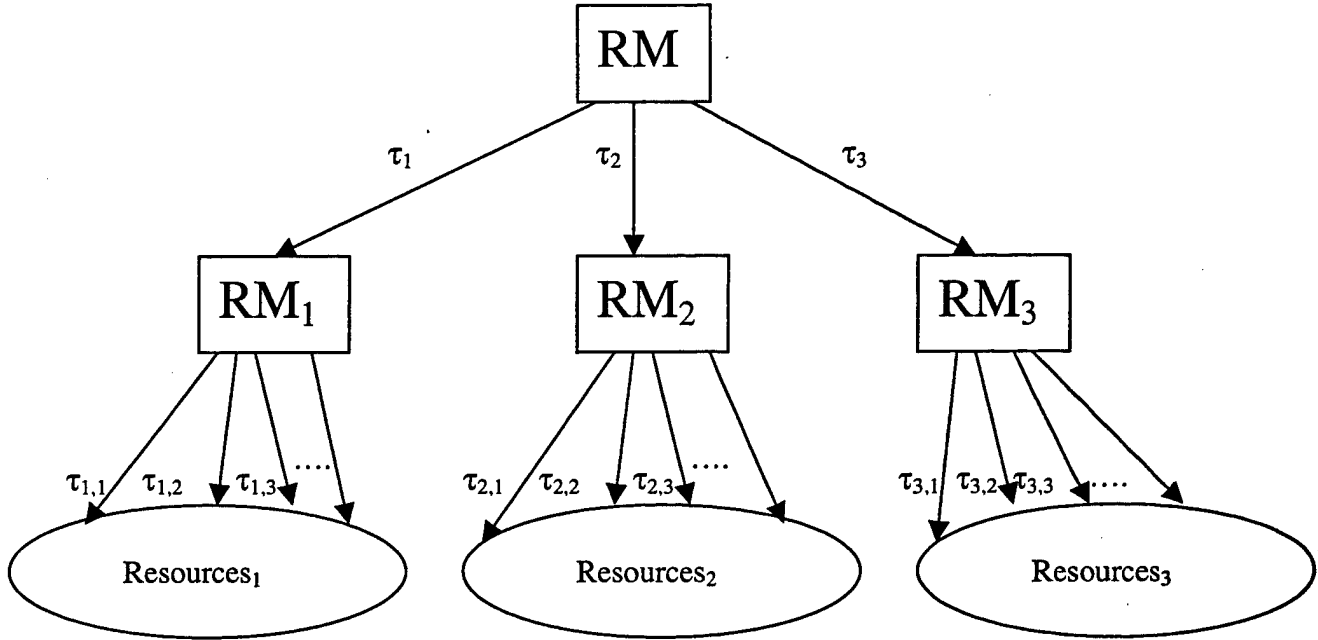 RM
τ₁ τ₂ τ₃
RM₁ RM₂ RM₃
τ₁,₁ τ₁,₂ τ₁,₃ .... τ₂,₁ τ₂,₂ τ₂,₃ .... τ₃,₁ τ₃,₂ τ₃,₃ ....
Resources₁ Resources₂ Resources₃